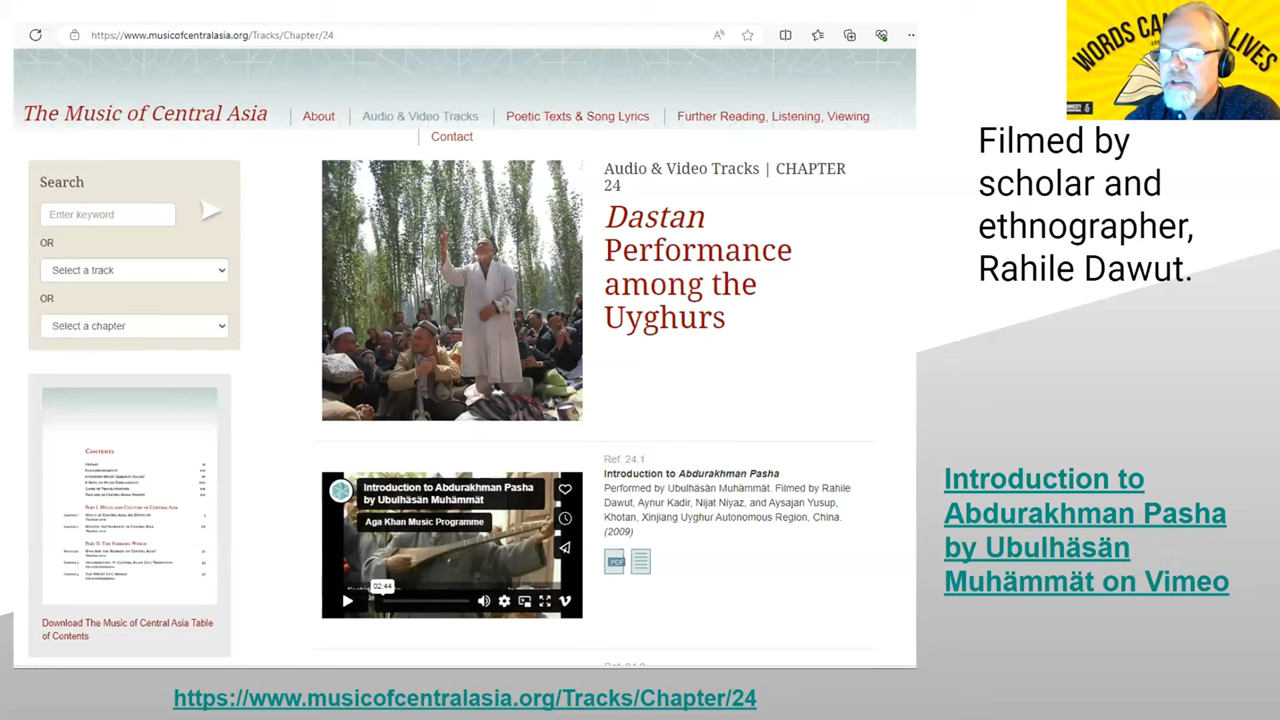 https://www.musicofcentralasia.org/Tracks/Chapter/24
The Music of Central Asia
About
Audio & Video Tracks
Poetic Texts & Song Lyrics
Further Reading, Listening, Viewing
Contact
Search
Enter keyword
OR
Select a track
OR
Select a chapter
CONTENTS
Download The Music of Central Asia Table
of Contents
Audio & Video Tracks | CHAPTER
24
Dastan
Performance
among the
Uyghurs
Introduction to Abdurakhman Pasha
by Ubulhäsän Muhämmät
Aga Khan Music Programme
02:44
Ref. 24.1
Introduction to Abdurakhman Pasha
Performed by Ubulhäsän Muhämmät. Filmed by Rahile
Dawut, Aynur Kadir, Nijat Niyaz, and Aysajan Yusup,
Khotan, Xinjiang Uyghur Autonomous Region, China.
(2009)
PDF
WORDS CA
LIVES
Filmed by
scholar and
ethnographer,
Rahile Dawut.
Introduction to
Abdurakhman Pasha
by Ubulhäsän
Muhämmät on Vimeo
https://www.musicofcentralasia.org/Tracks/Chapter/24